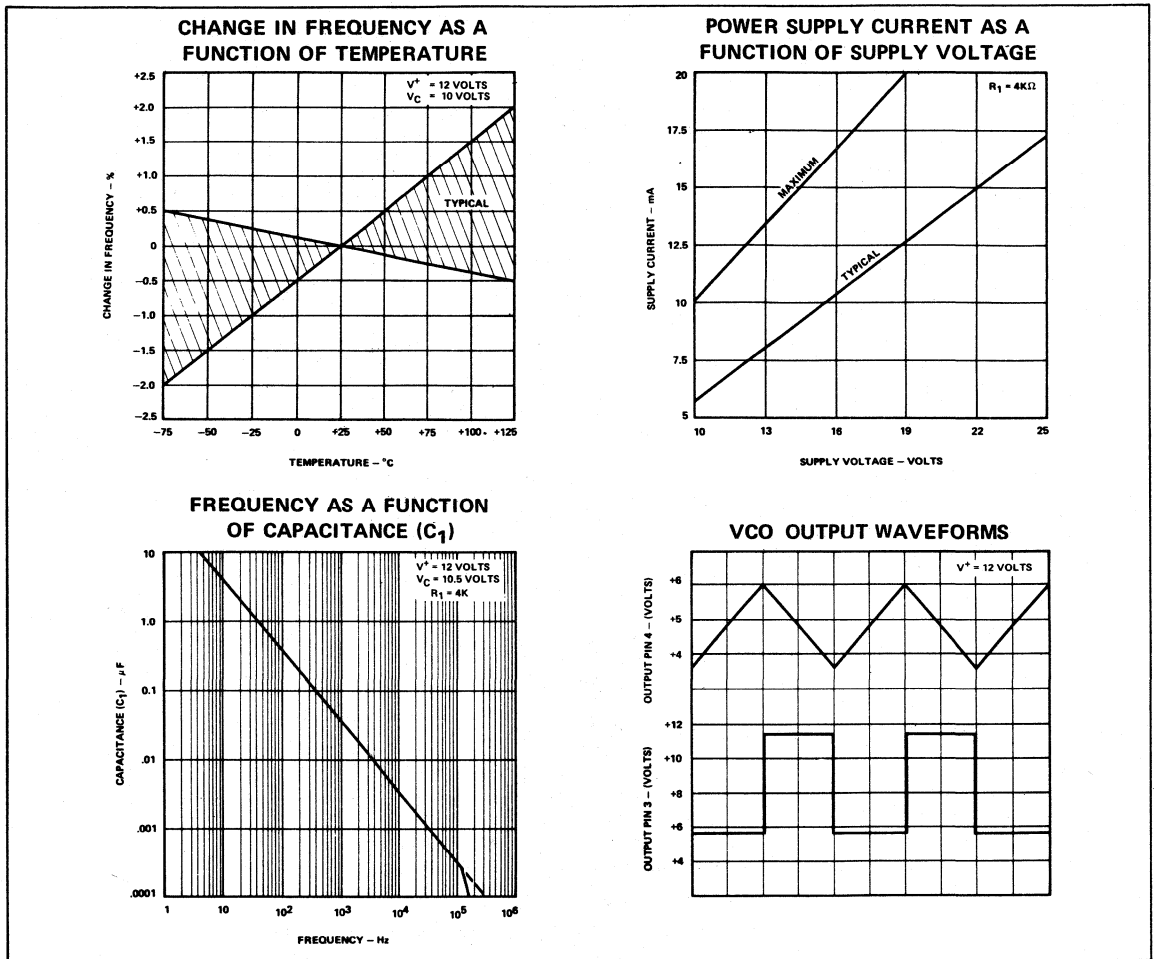 CHANGE IN FREQUENCY AS A
FUNCTION OF TEMPERATURE
CHANGE IN FREQUENCY – %
+2.5
+2.0
+1.5
+1.0
+0.5
0
−0.5
−1.0
−1.5
−2.0
−2.5
V+ = 12 VOLTS
VC = 10 VOLTS
TYPICAL
−75 −50 −25 0 +25 +50 +75 +100 +125
TEMPERATURE – °C
POWER SUPPLY CURRENT AS A
FUNCTION OF SUPPLY VOLTAGE
SUPPLY CURRENT – mA
20
17.5
15
12.5
10
7.5
5
R1 = 4KΩ
MAXIMUM
TYPICAL
10 13 16 19 22 25
SUPPLY VOLTAGE – VOLTS
FREQUENCY AS A FUNCTION
OF CAPACITANCE (C1)
CAPACITANCE (C1) – μF
10
1.0
0.1
.01
.001
.0001
V+ = 12 VOLTS
VC = 10.5 VOLTS
R1 = 4K
1 10 10² 10³ 10⁴ 10⁵ 10⁶
FREQUENCY – Hz
VCO OUTPUT WAVEFORMS
OUTPUT PIN 4 – (VOLTS)
+6
+5
+4
V+ = 12 VOLTS
OUTPUT PIN 3 – (VOLTS)
+12
+10
+8
+6
+4